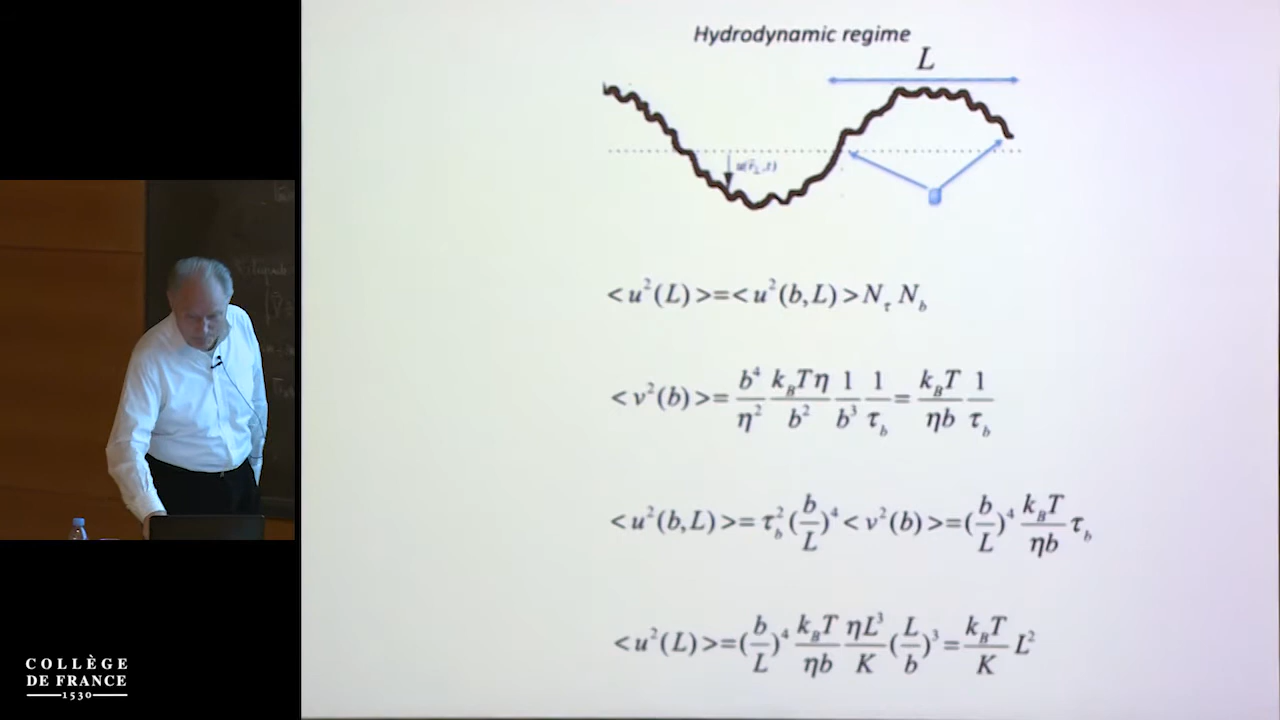 Hydrodynamic regime
L
u(r⊥,t)
<u²(L)>=<u²(b,L)>N_τ N_b
<v²(b)>= b⁴/η² k_BTη/b² 1/b³ 1/τ_b = k_BT/ηb 1/τ_b
<u²(b,L)>= τ_b²(b/L)⁴<v²(b)>=(b/L)⁴ k_BT/ηb τ_b
<u²(L)>=(b/L)⁴ k_BT/ηb ηL³/K (L/b)³= k_BT/K L²
COLLÈGE
DE FRANCE
1530